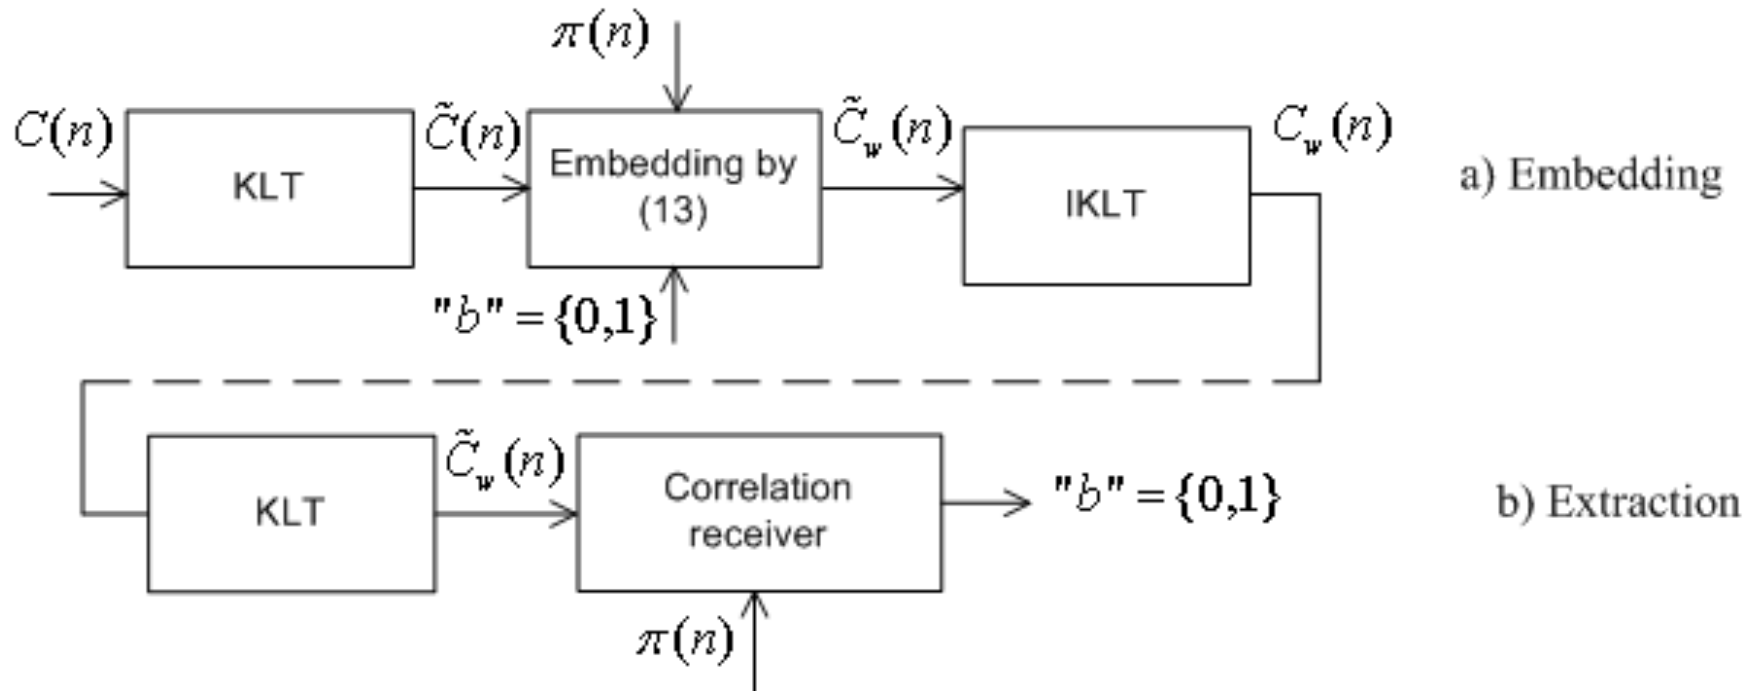 π(n)
C(n)
KLT
C̃(n)
Embedding by
(13)
C̃w(n)
IKLT
Cw(n)
a) Embedding
"b" = {0,1}
KLT
C̃w(n)
Correlation
receiver
"b" = {0,1}
b) Extraction
π(n)